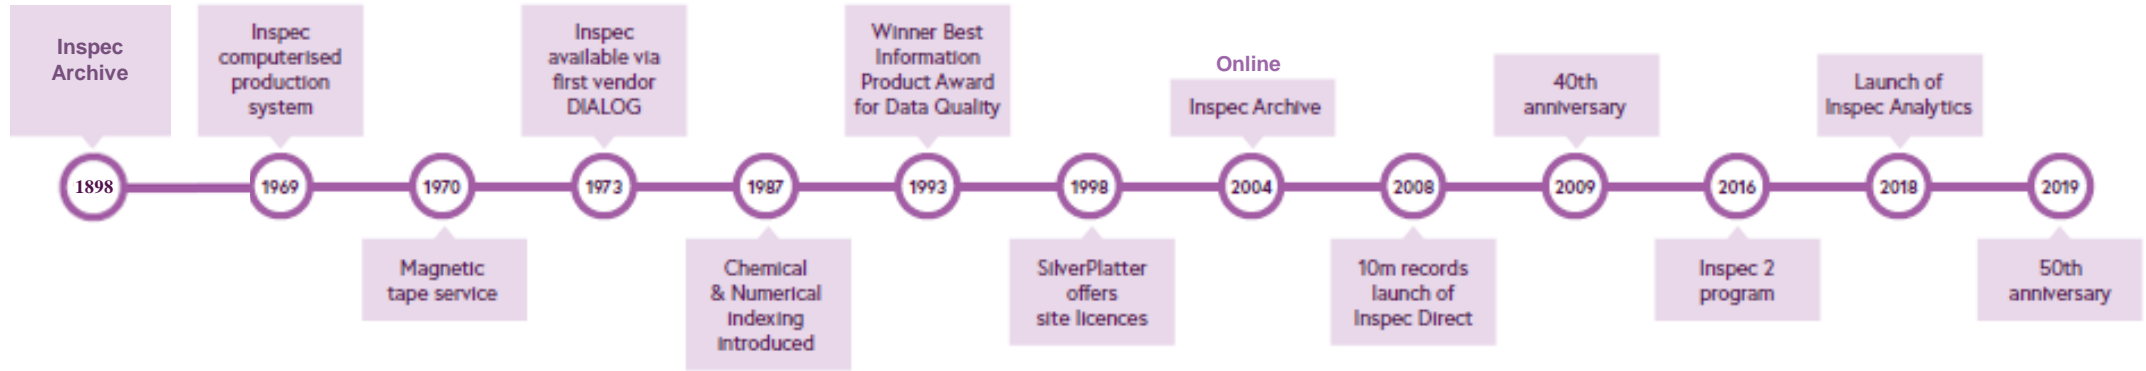 Inspec
Archive
1898
Inspec
computerised
production
system
1969
1970
Magnetic
tape service
Inspec
available via
first vendor
DIALOG
1973
1987
Chemical
& Numerical
indexing
introduced
Winner Best
Information
Product Award
for Data Quality
1993
1998
SilverPlatter
offers
site licences
Online
Inspec Archive
2004
2008
10m records
launch of
Inspec Direct
40th
anniversary
2009
2016
Inspec 2
program
Launch of
Inspec Analytics
2018
2019
50th
anniversary